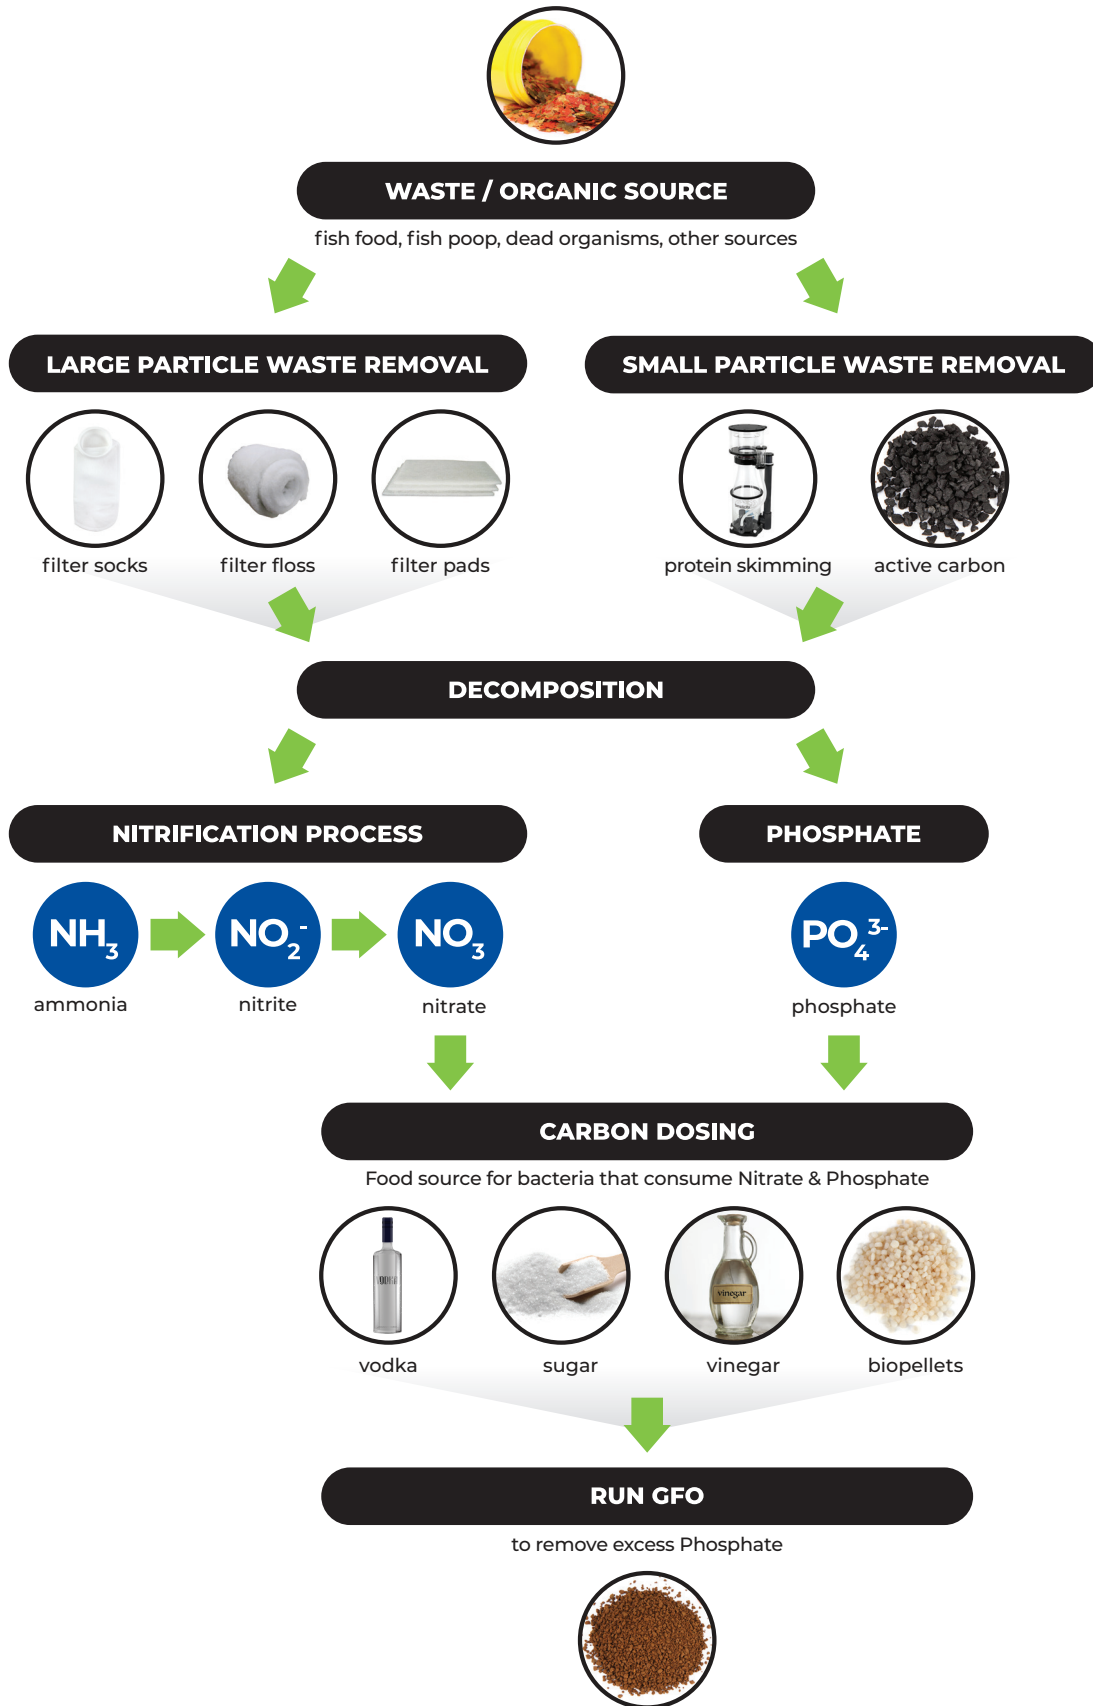 WASTE / ORGANIC SOURCE
fish food, fish poop, dead organisms, other sources
LARGE PARTICLE WASTE REMOVAL
SMALL PARTICLE WASTE REMOVAL
filter socks
filter floss
filter pads
protein skimming
active carbon
DECOMPOSITION
NITRIFICATION PROCESS
PHOSPHATE
NH₃
NO₂⁻
NO₃
PO₄³⁻
ammonia
nitrite
nitrate
phosphate
CARBON DOSING
Food source for bacteria that consume Nitrate & Phosphate
VODKA
vinegar
vodka
sugar
vinegar
biopellets
RUN GFO
to remove excess Phosphate